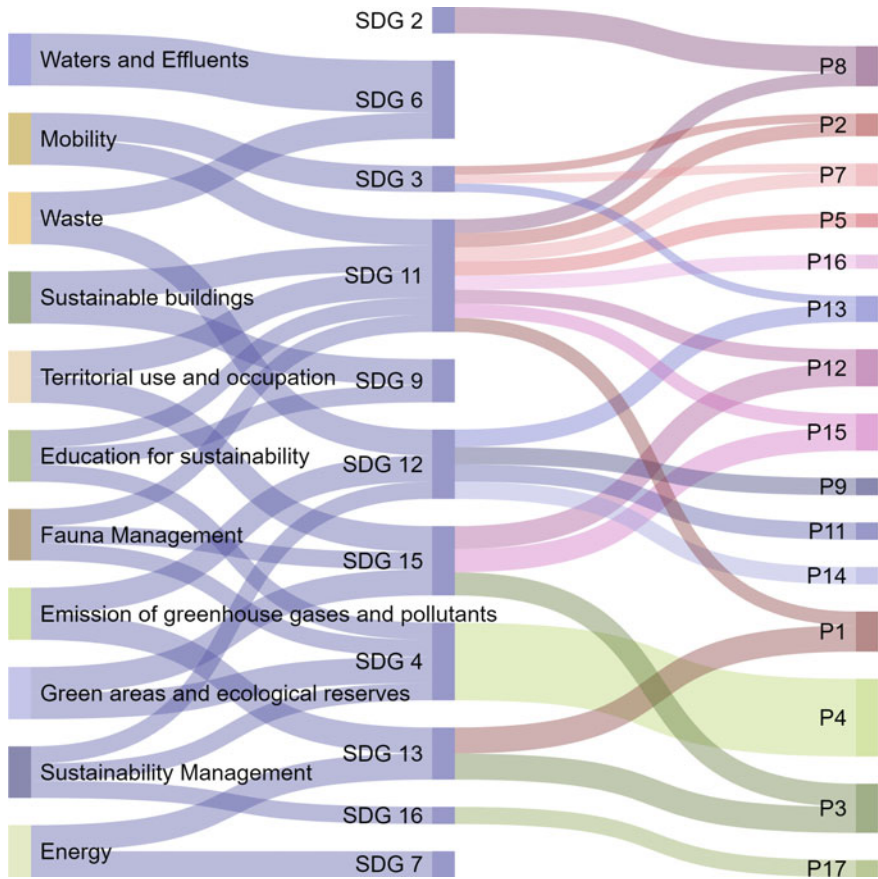 Waters and Effluents
Mobility
Waste
Sustainable buildings
Territorial use and occupation
Education for sustainability
Fauna Management
Emission of greenhouse gases and pollutants
Green areas and ecological reserves
Sustainability Management
Energy
SDG 2
SDG 6
SDG 3
SDG 11
SDG 9
SDG 12
SDG 15
SDG 4
SDG 13
SDG 16
SDG 7
P8
P2
P7
P5
P16
P13
P12
P15
P9
P11
P14
P1
P4
P3
P17